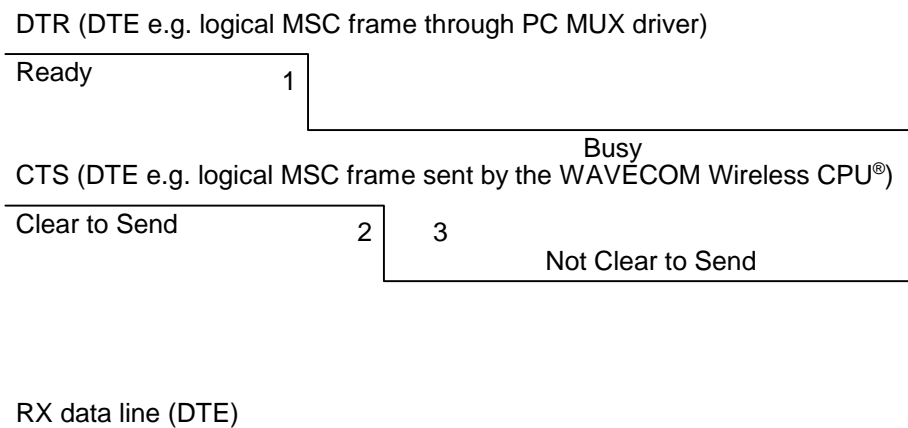 DTR (DTE e.g. logical MSC frame through PC MUX driver)
Ready
1
Busy
CTS (DTE e.g. logical MSC frame sent by the WAVECOM Wireless CPU®)
Clear to Send
2
3
Not Clear to Send
RX data line (DTE)